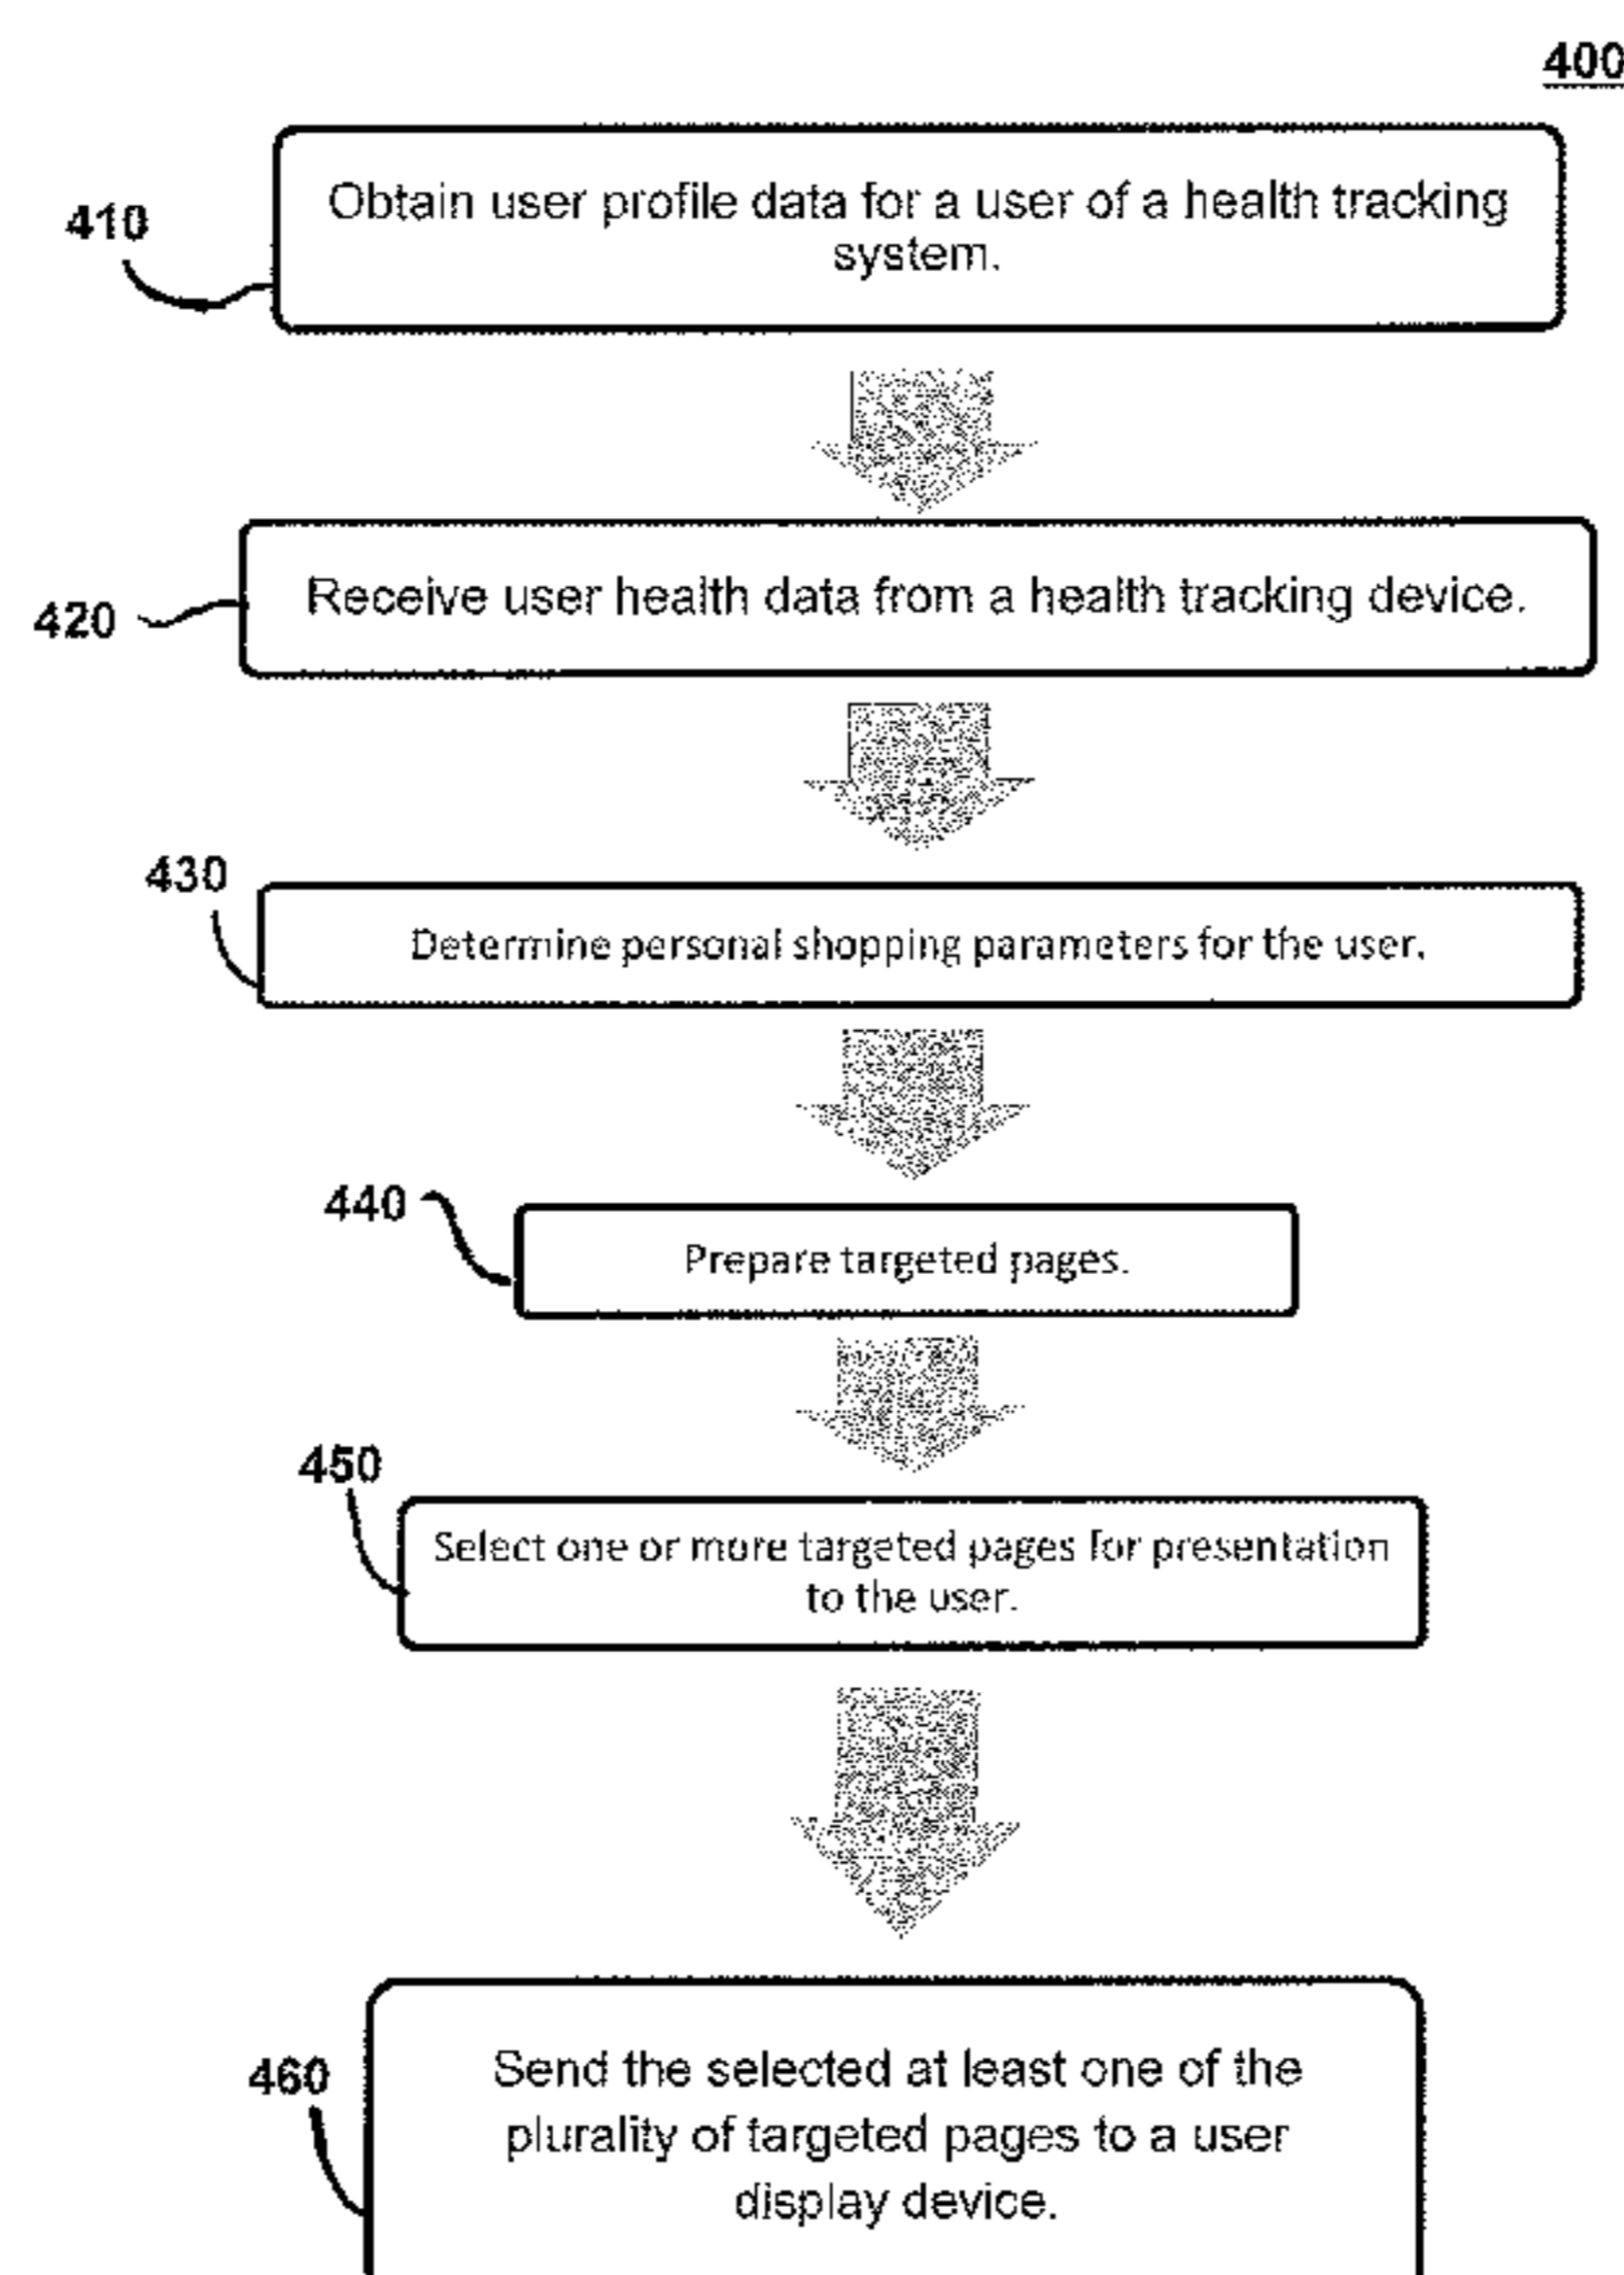 400
410
Obtain user profile data for a user of a health tracking
system.
420
Receive user health data from a health tracking device.
430
Determine personal shopping parameters for the user.
440
Prepare targeted pages.
450
Select one or more targeted pages for presentation
to the user.
460
Send the selected at least one of the
plurality of targeted pages to a user
display device.